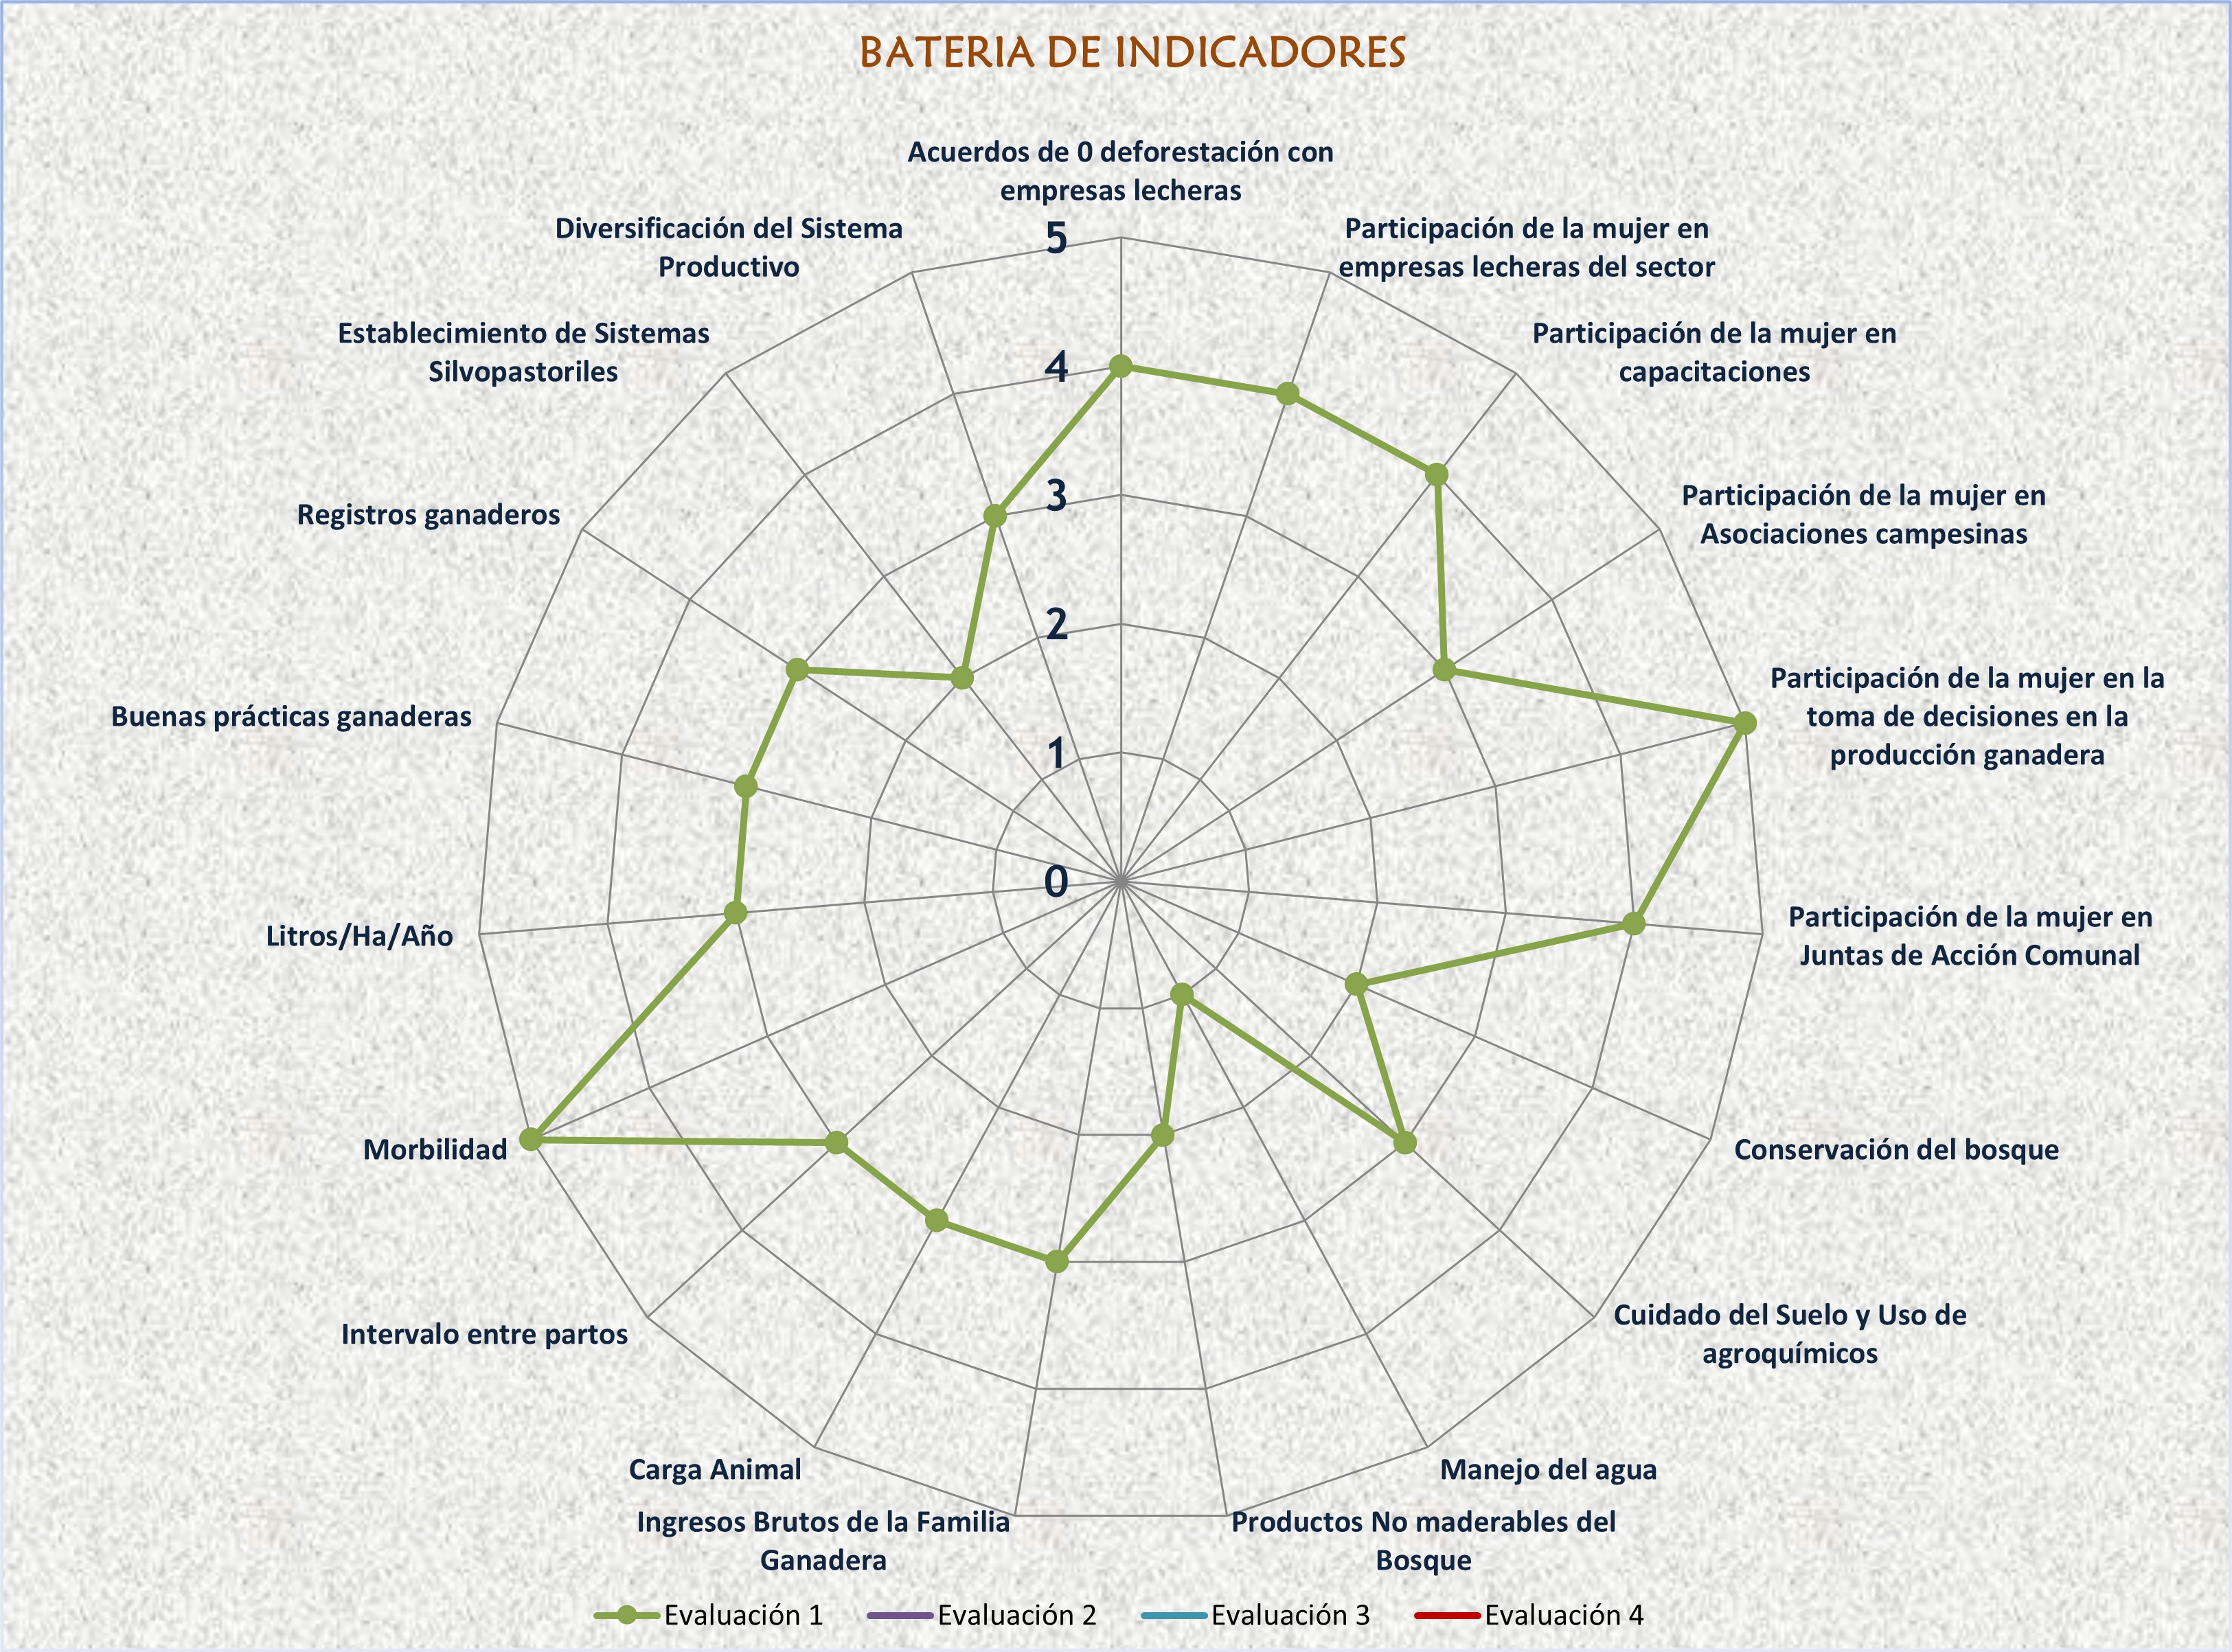 BATERIA DE INDICADORES
Acuerdos de 0 deforestación con
empresas lecheras
Participación de la mujer en
empresas lecheras del sector
Participación de la mujer en
capacitaciones
Participación de la mujer en
Asociaciones campesinas
Participación de la mujer en la
toma de decisiones en la
producción ganadera
Participación de la mujer en
Juntas de Acción Comunal
Conservación del bosque
Cuidado del Suelo y Uso de
agroquímicos
Manejo del agua
Productos No maderables del
Bosque
Ingresos Brutos de la Familia
Ganadera
Carga Animal
Intervalo entre partos
Morbilidad
Litros/Ha/Año
Buenas prácticas ganaderas
Registros ganaderos
Establecimiento de Sistemas
Silvopastoriles
Diversificación del Sistema
Productivo
5
4
3
2
1
0
Evaluación 1
Evaluación 2
Evaluación 3
Evaluación 4